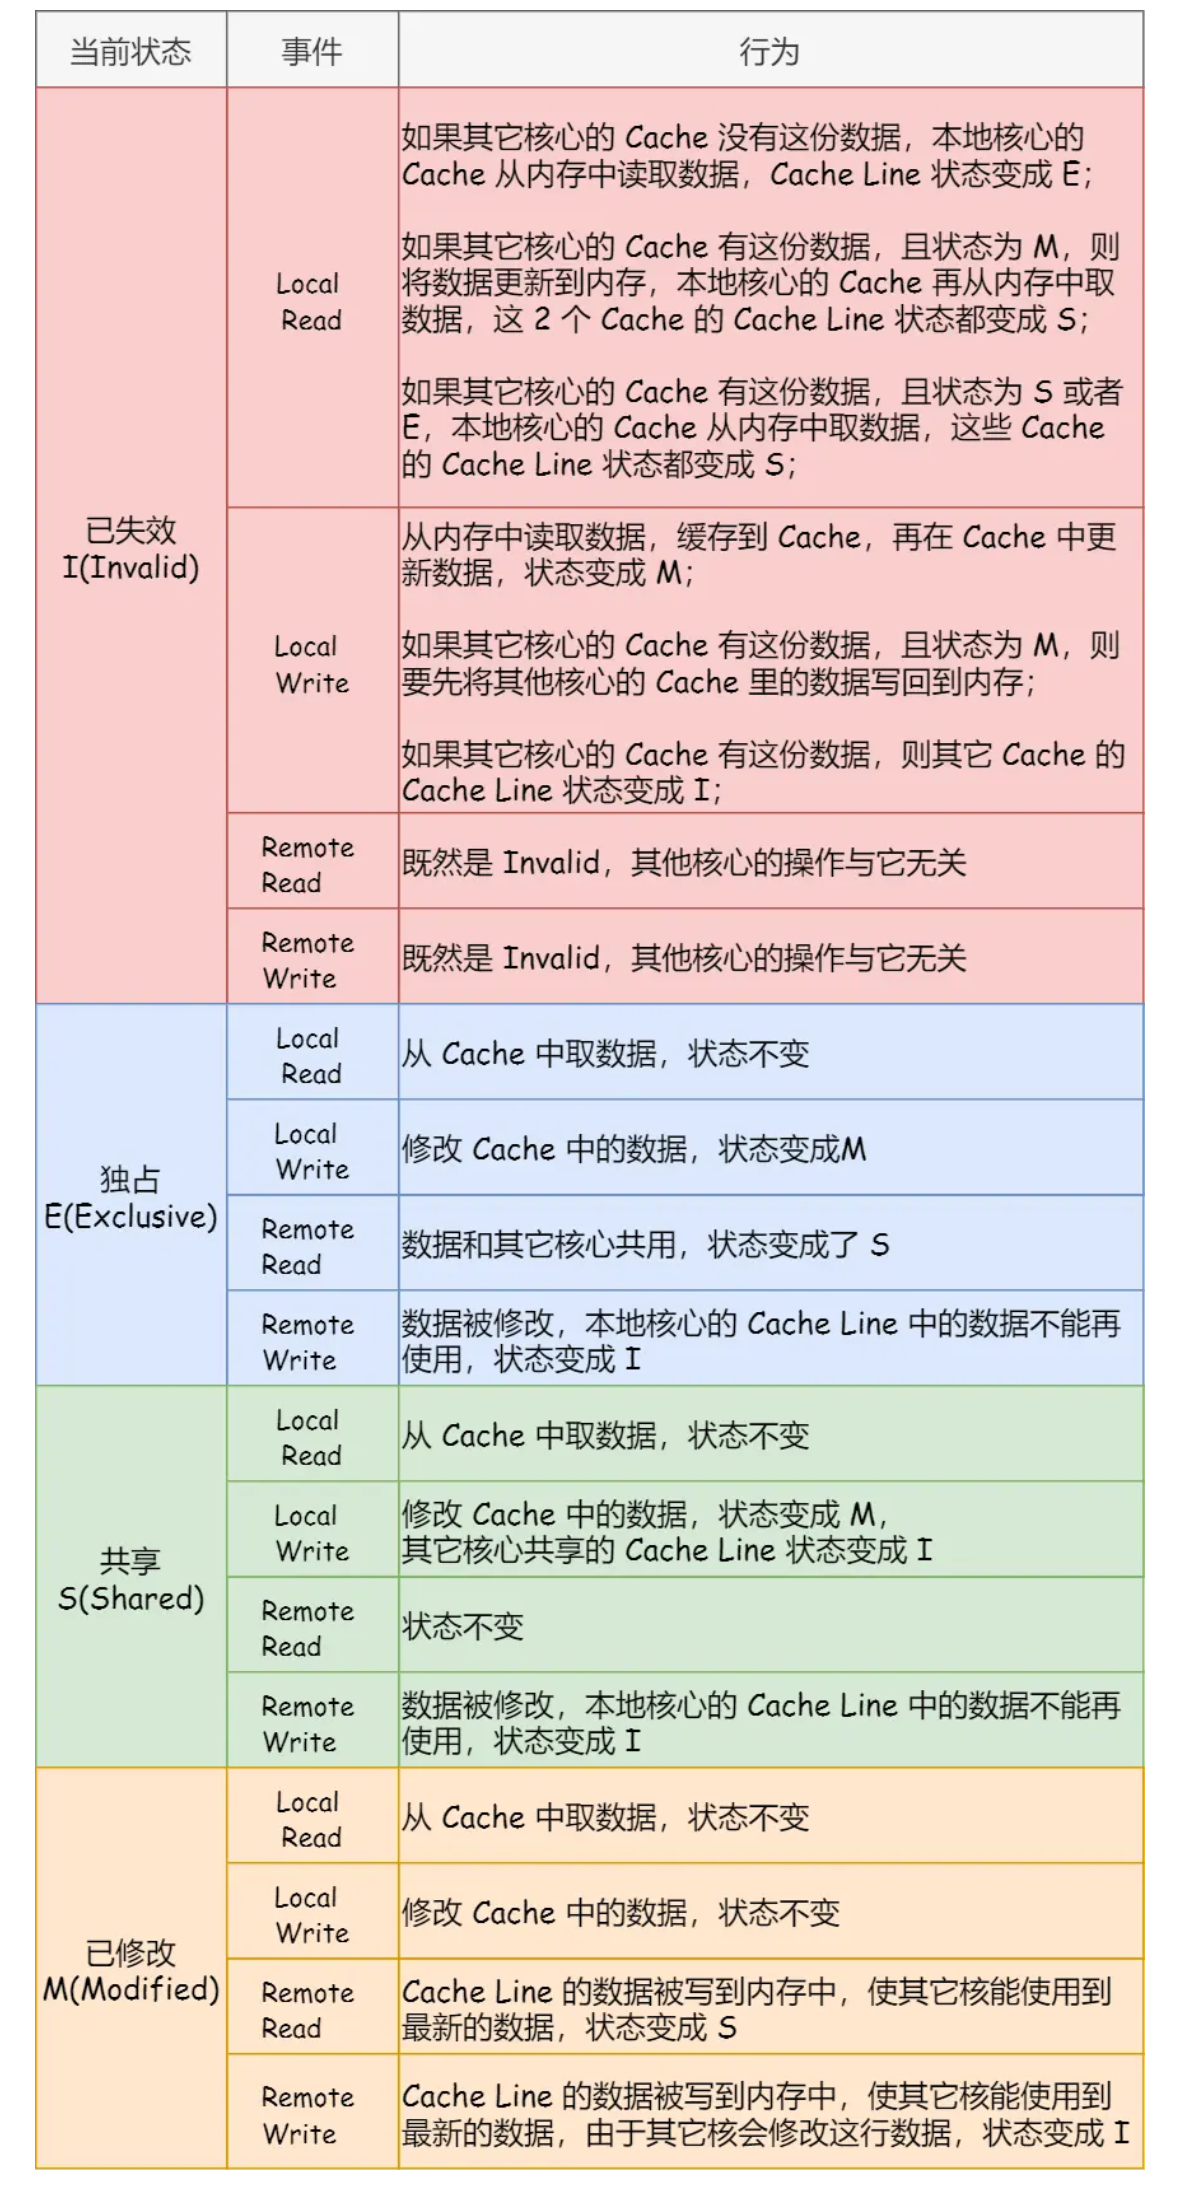 当前状态 事件 行为
已失效
I(Invalid)
Local
Read
如果其它核心的 Cache 没有这份数据，本地核心的
Cache 从内存中读取数据，Cache Line 状态变成 E；
如果其它核心的 Cache 有这份数据，且状态为 M，则
将数据更新到内存，本地核心的 Cache 再从内存中取
数据，这 2 个 Cache 的 Cache Line 状态都变成 S；
如果其它核心的 Cache 有这份数据，且状态为 S 或者
E，本地核心的 Cache 从内存中取数据，这些 Cache
的 Cache Line 状态都变成 S；
Local
Write
从内存中读取数据，缓存到 Cache，再在 Cache 中更
新数据，状态变成 M；
如果其它核心的 Cache 有这份数据，且状态为 M，则
要先将其他核心的 Cache 里的数据写回到内存；
如果其它核心的 Cache 有这份数据，则其它 Cache 的
Cache Line 状态变成 I；
Remote
Read
既然是 Invalid，其他核心的操作与它无关
Remote
Write
既然是 Invalid，其他核心的操作与它无关
独占
E(Exclusive)
Local
Read
从 Cache 中取数据，状态不变
Local
Write
修改 Cache 中的数据，状态变成M
Remote
Read
数据和其它核心共用，状态变成了 S
Remote
Write
数据被修改，本地核心的 Cache Line 中的数据不能再
使用，状态变成 I
共享
S(Shared)
Local
Read
从 Cache 中取数据，状态不变
Local
Write
修改 Cache 中的数据，状态变成 M，
其它核心共享的 Cache Line 状态变成 I
Remote
Read
状态不变
Remote
Write
数据被修改，本地核心的 Cache Line 中的数据不能再
使用，状态变成 I
已修改
M(Modified)
Local
Read
从 Cache 中取数据，状态不变
Local
Write
修改 Cache 中的数据，状态不变
Remote
Read
Cache Line 的数据被写到内存中，使其它核能使用到
最新的数据，状态变成 S
Remote
Write
Cache Line 的数据被写到内存中，使其它核能使用到
最新的数据，由于其它核会修改这行数据，状态变成 I